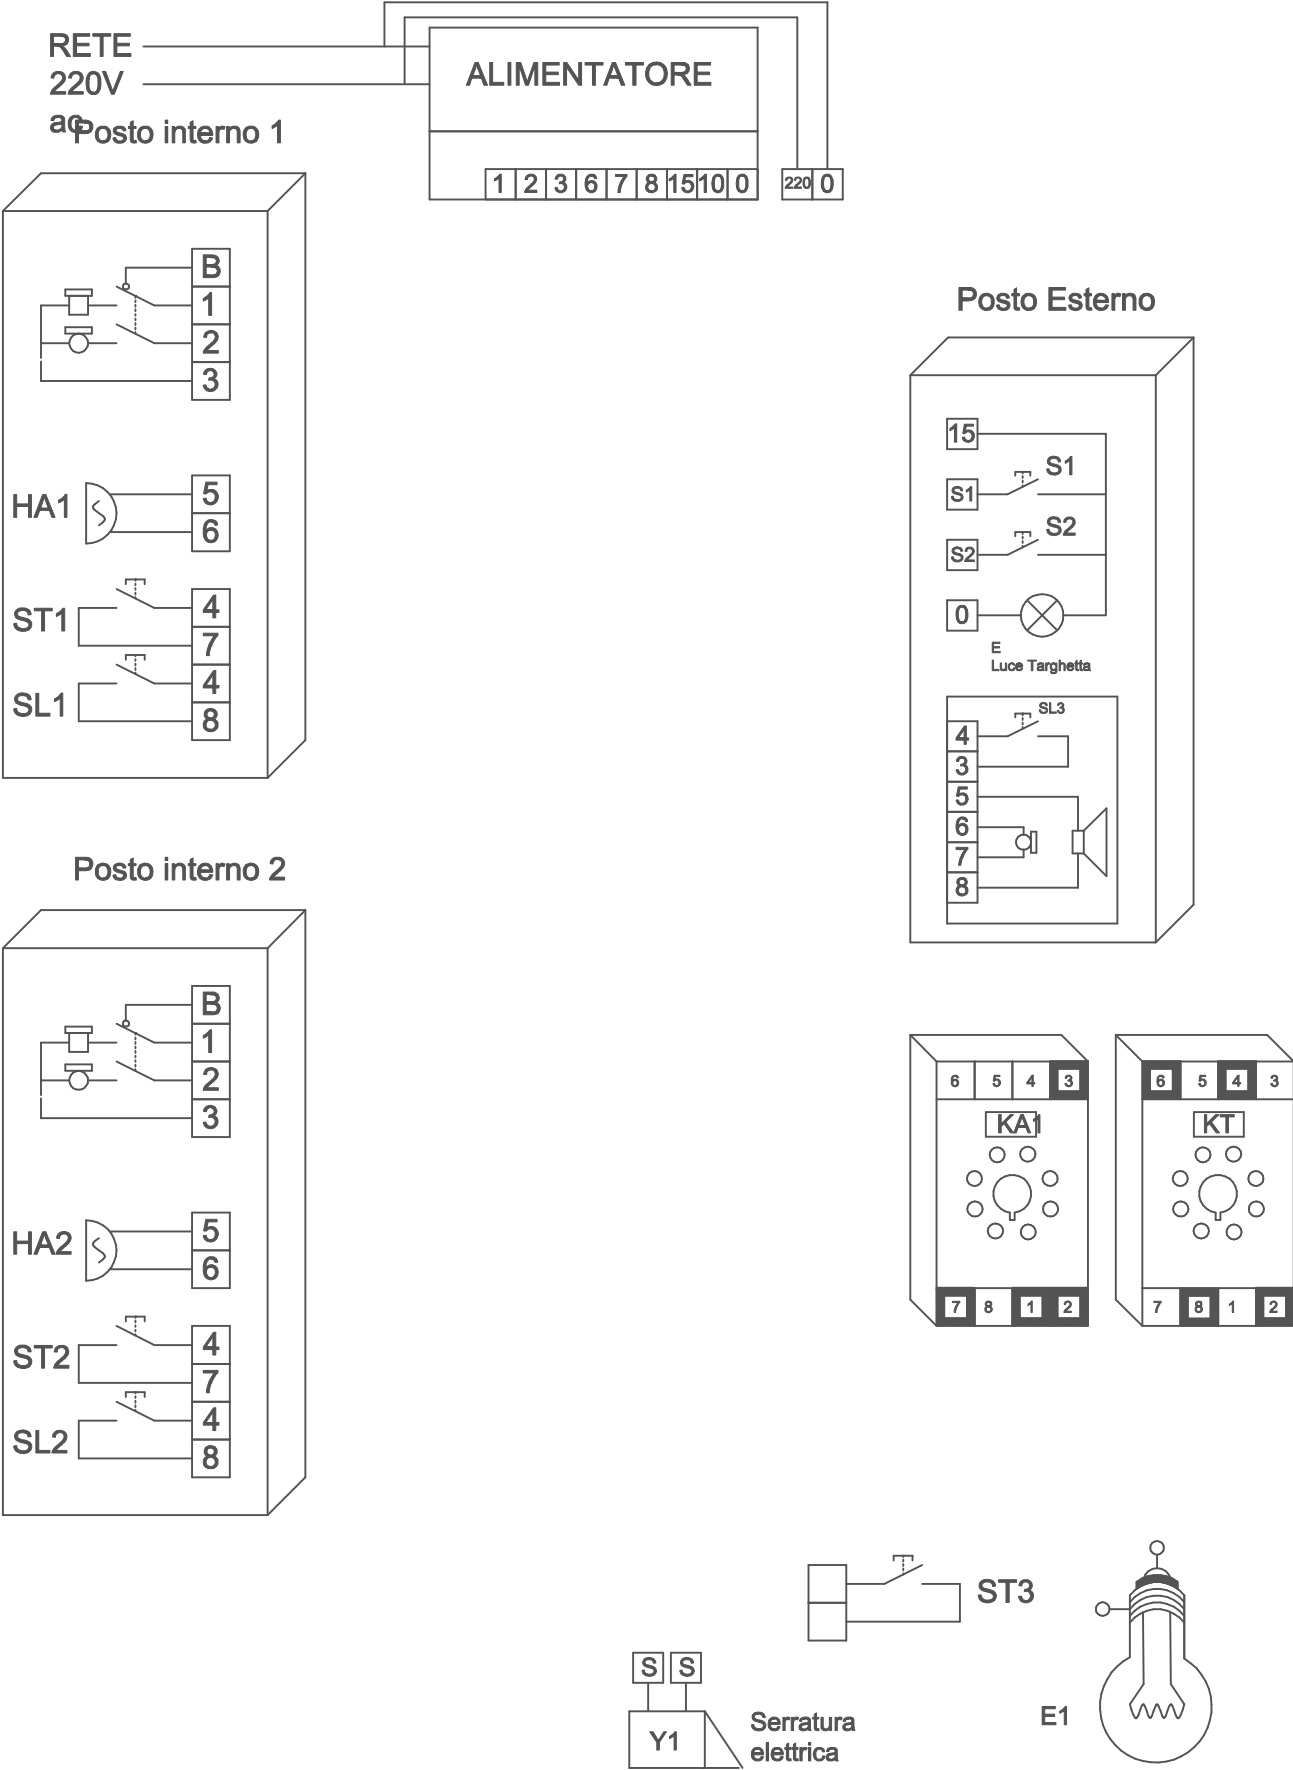 RETE
220V
ac
ALIMENTATORE
1 2 3 6 7 8 15 10 0
220 0
Posto interno 1
B
1
2
3
HA1
5
6
ST1
4
7
SL1
4
8
Posto Esterno
15
S1 S1
S2 S2
0
E
Luce Targhetta
SL3
4
3
5
6
7
8
Posto interno 2
B
1
2
3
HA2
5
6
ST2
4
7
SL2
4
8
6 5 4 3
KA1
7 8 1 2
6 5 4 3
KT
7 8 1 2
ST3
S S
Y1
Serratura
elettrica
E1